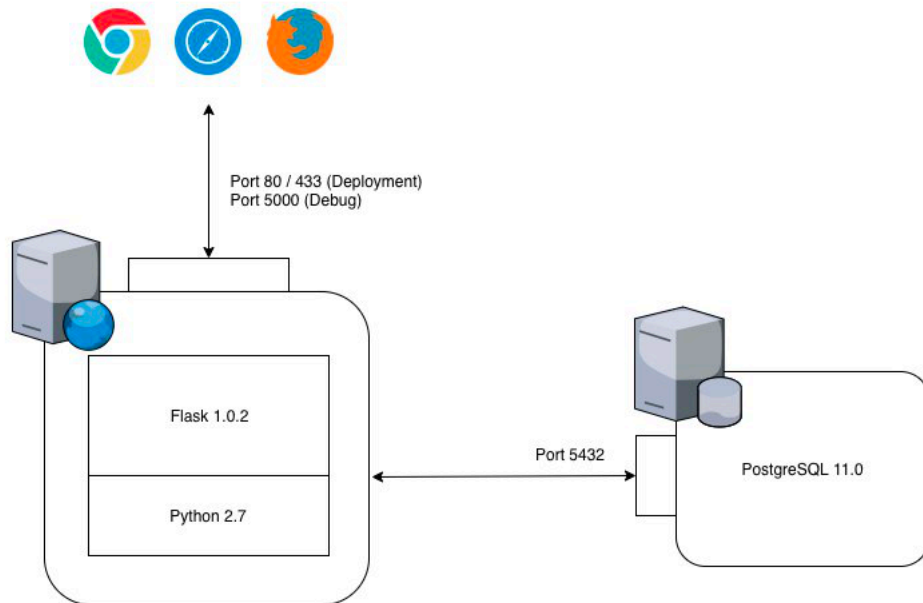 Port 80 / 433 (Deployment)
Port 5000 (Debug)
Flask 1.0.2
Python 2.7
Port 5432
PostgreSQL 11.0